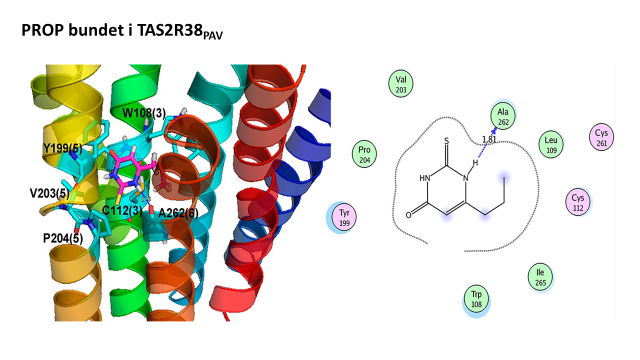 PROP bundet i TAS2R38PAV
W108(3)
Y199(5)
V203(5)
C112(3)
A262(6)
P204(5)
Val
203
Ala
262
Cys
261
Leu
109
Pro
204
S
1.81
H
HN
N
Cys
112
Tyr
199
O
Ile
265
Trp
108